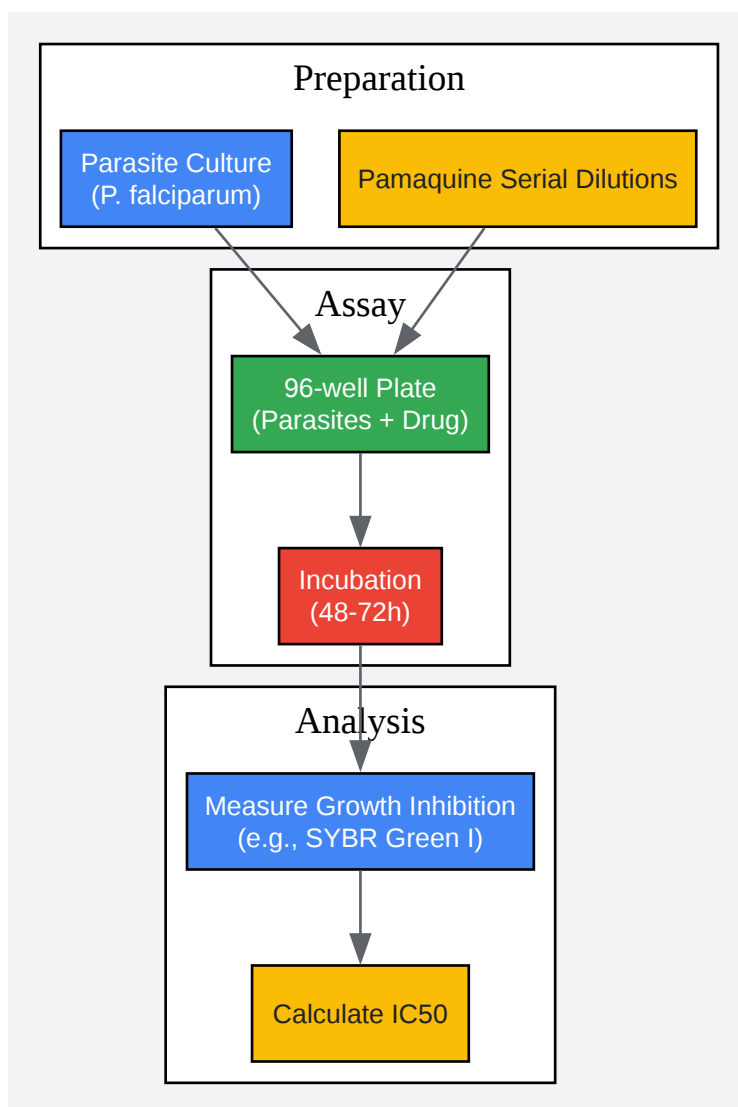 Preparation
Parasite Culture
(P. falciparum)
Pamaquine Serial Dilutions
Assay
96-well Plate
(Parasites + Drug)
Incubation
(48-72h)
Analysis
Measure Growth Inhibition
(e.g., SYBR Green I)
Calculate IC50